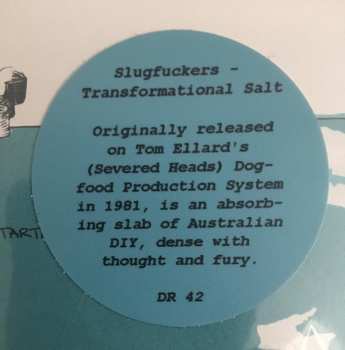 Slugfuckers -
Transformational Salt
Originally released
on Tom Ellard's
(Severed Heads) Dog-
food Production System
in 1981, is an absorb-
ing slab of Australian
DIY, dense with
thought and fury.
DR 42